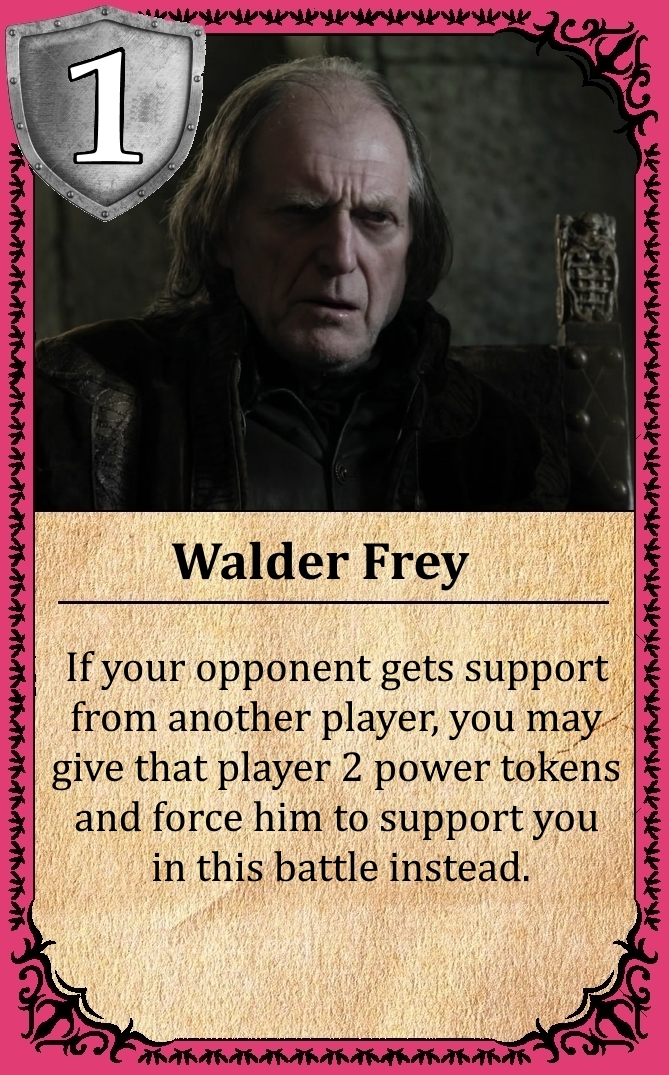 1
Walder Frey
If your opponent gets support
from another player, you may
give that player 2 power tokens
and force him to support you
in this battle instead.